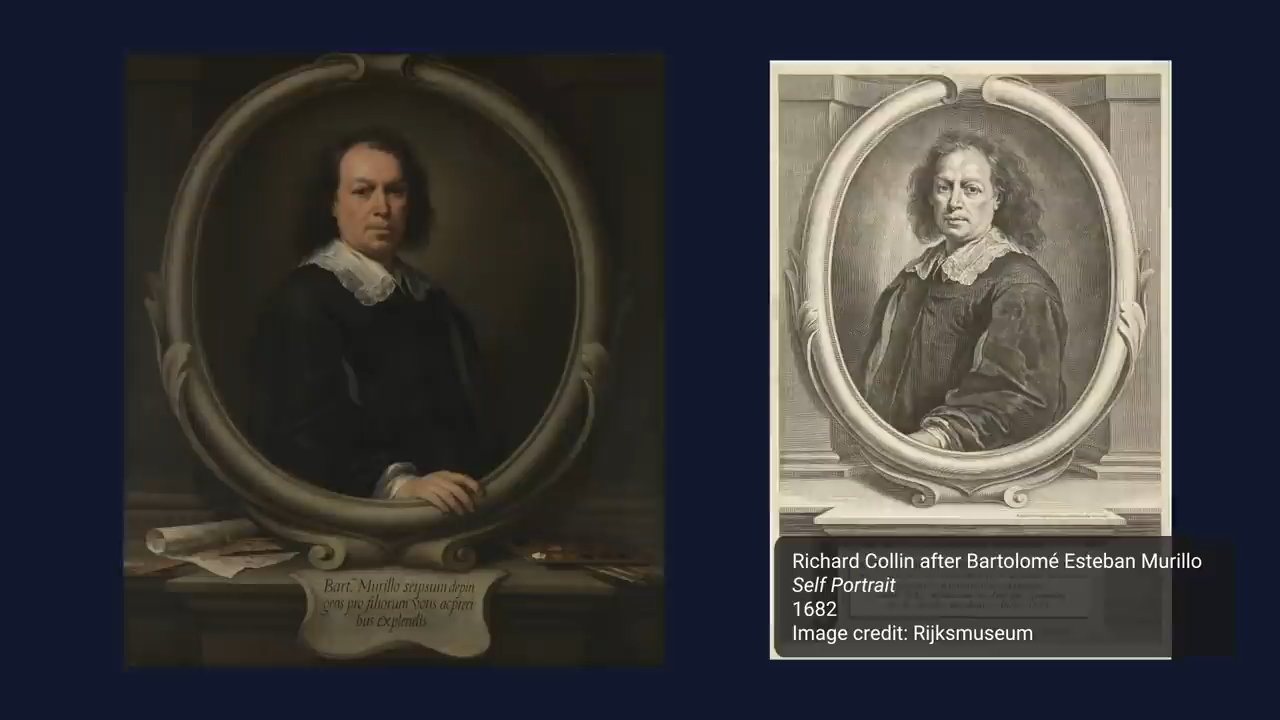 Bart.ᵉ Murillo seipsum depin
gens pro filiorum votis acpreci
bus explendis
Richard Collin after Bartolomé Esteban Murillo
Self Portrait
1682
Image credit: Rijksmuseum